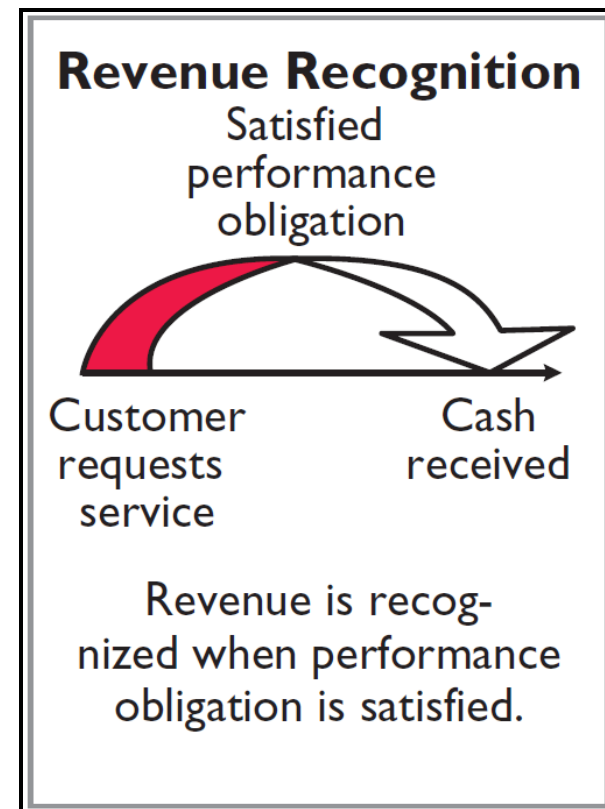 Revenue Recognition
Satisfied
performance
obligation
Customer
requests
service
Cash
received
Revenue is recog-
nized when performance
obligation is satisfied.